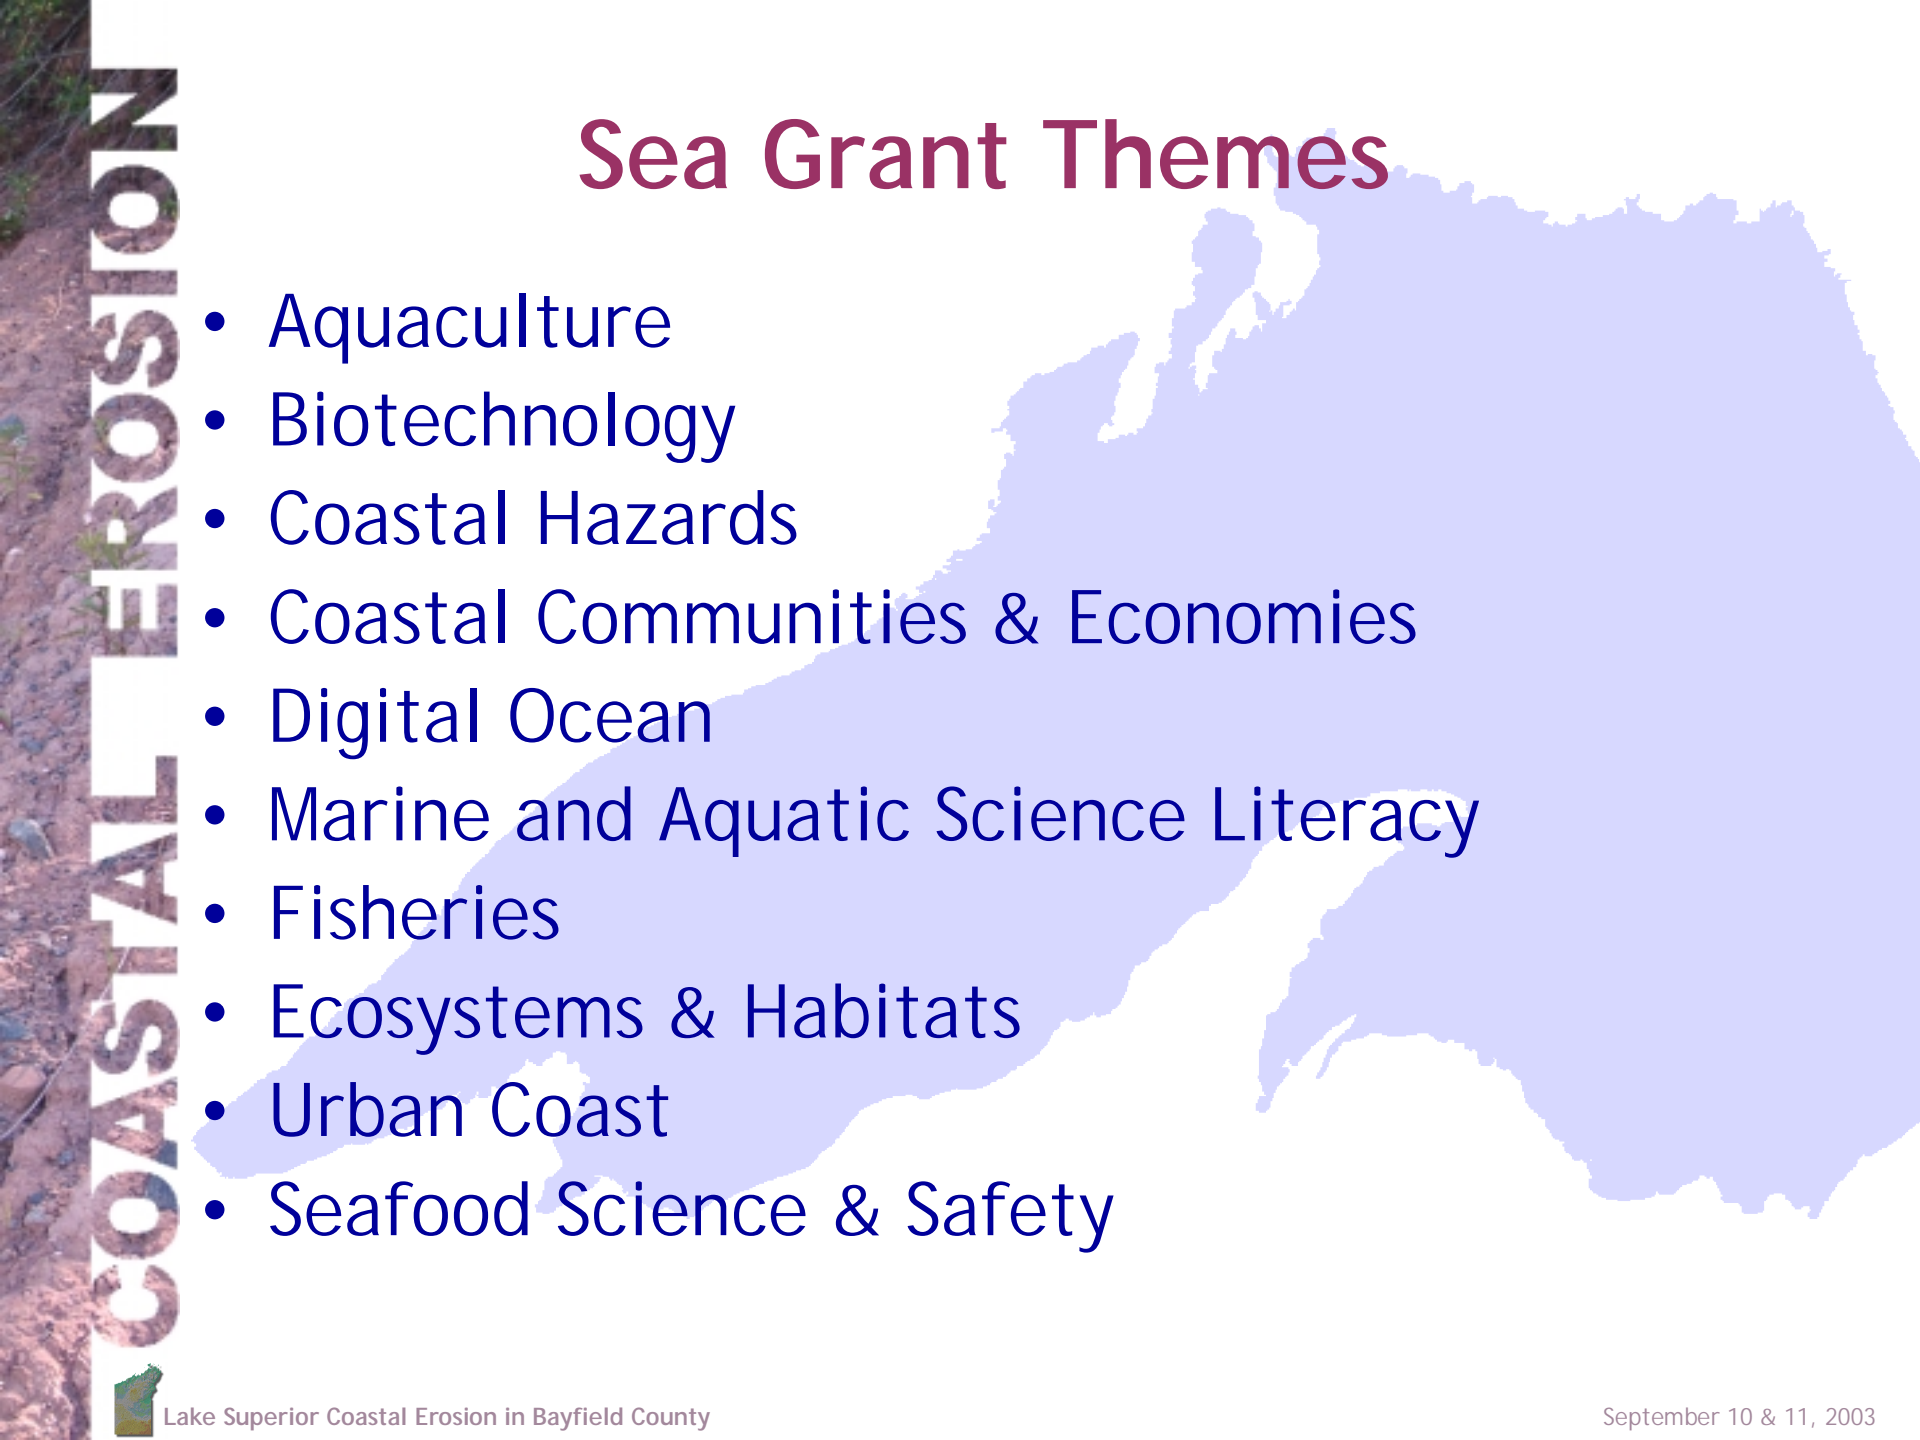 COASTAL EROSION
Sea Grant Themes
• Aquaculture
• Biotechnology
• Coastal Hazards
• Coastal Communities & Economies
• Digital Ocean
• Marine and Aquatic Science Literacy
• Fisheries
• Ecosystems & Habitats
• Urban Coast
• Seafood Science & Safety
Lake Superior Coastal Erosion in Bayfield County
September 10 & 11, 2003